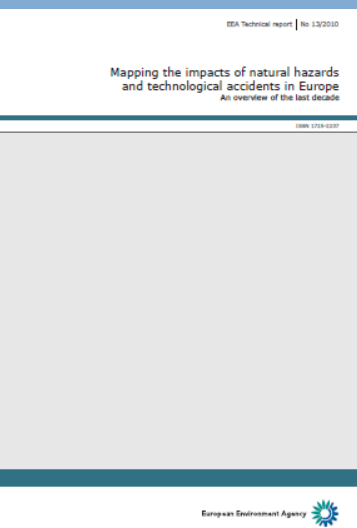 EEA Technical report | No 13/2010
Mapping the impacts of natural hazards
and technological accidents in Europe
An overview of the last decade
ISSN 1725-2237
European Environment Agency